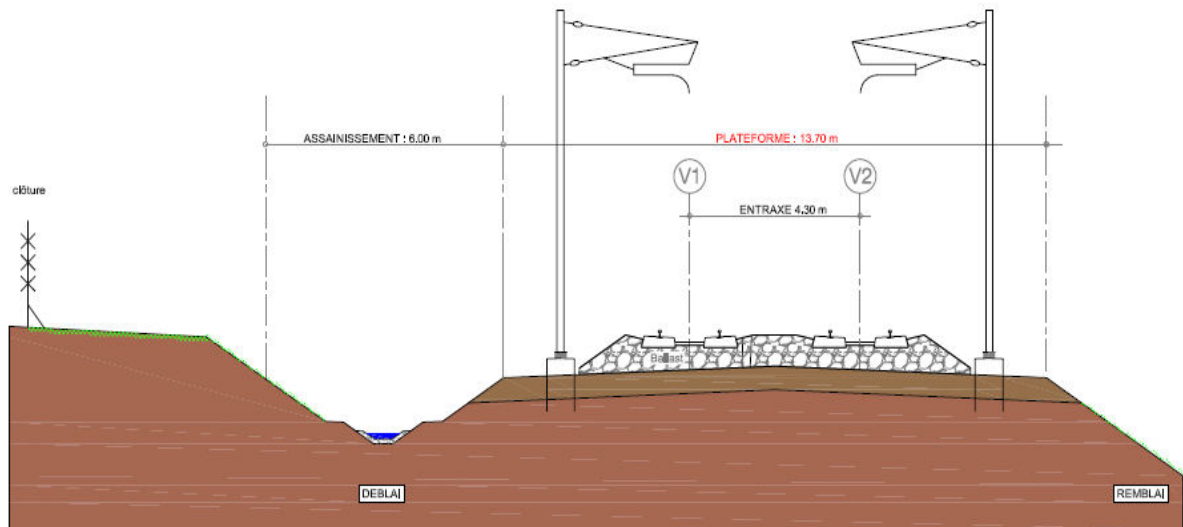 ASSAINISSEMENT : 6.00 m
PLATEFORME : 13.70 m
clôture
V1
V2
ENTRAXE 4.30 m
Ballast
DEBLAI
REMBLAI